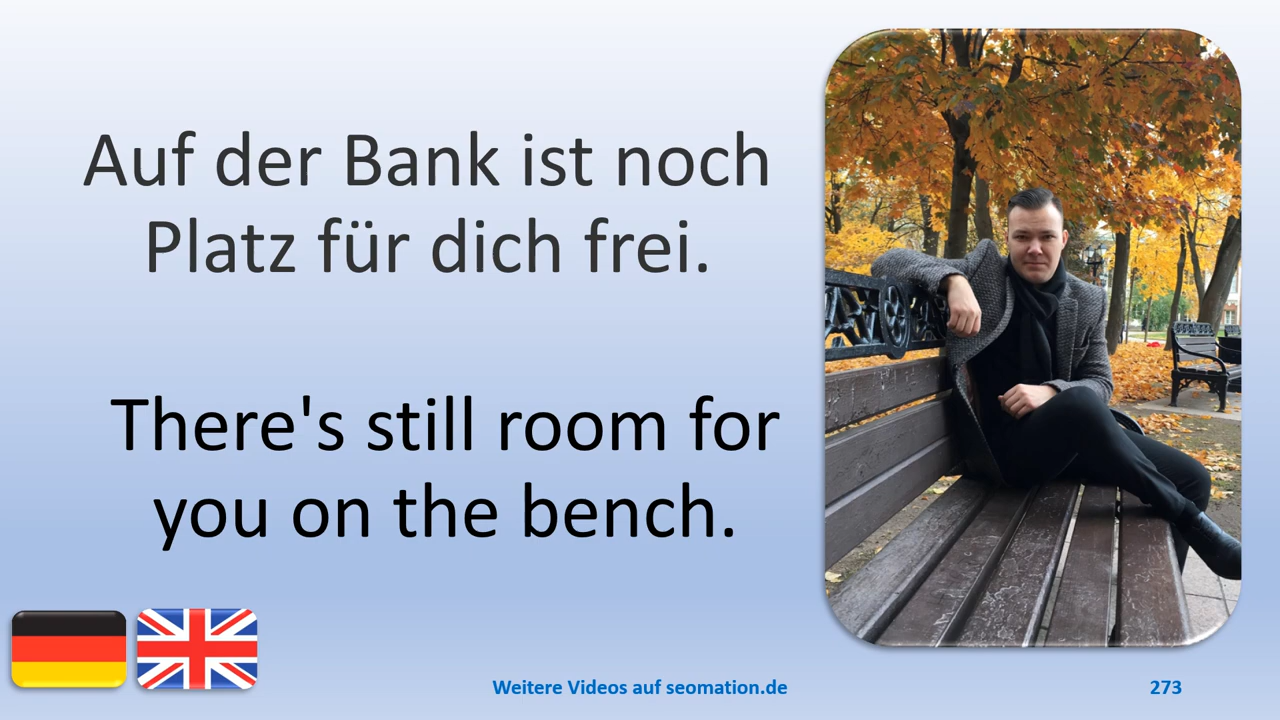 Auf der Bank ist noch
Platz für dich frei.
There's still room for
you on the bench.
Weitere Videos auf seomation.de
273